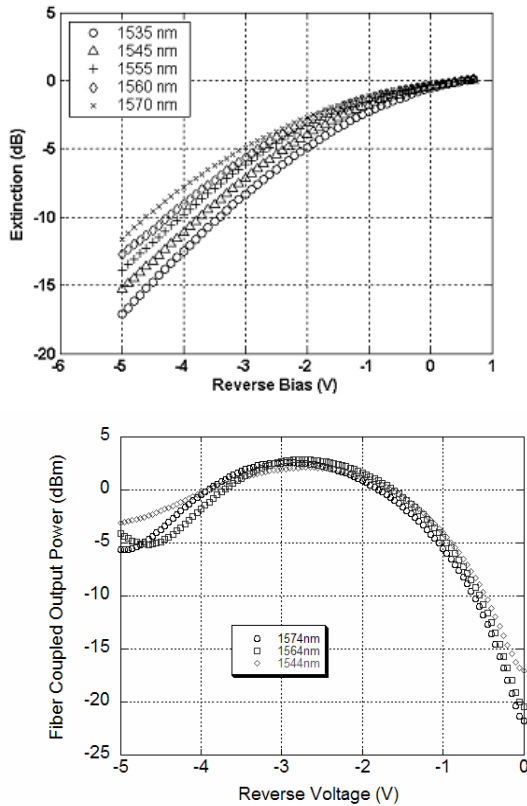 5
1535 nm
1545 nm
1555 nm
1560 nm
1570 nm
0
-5
-10
-15
-20
Extinction (dB)
-5 -4 -3 -2 -1 0 1
Reverse Bias (V)
5
0
-5
-10
-15
-20
-25
Fiber Coupled Output Power (dBm)
1574nm
1564nm
1544nm
-5 -4 -3 -2 -1 0
Reverse Voltage (V)